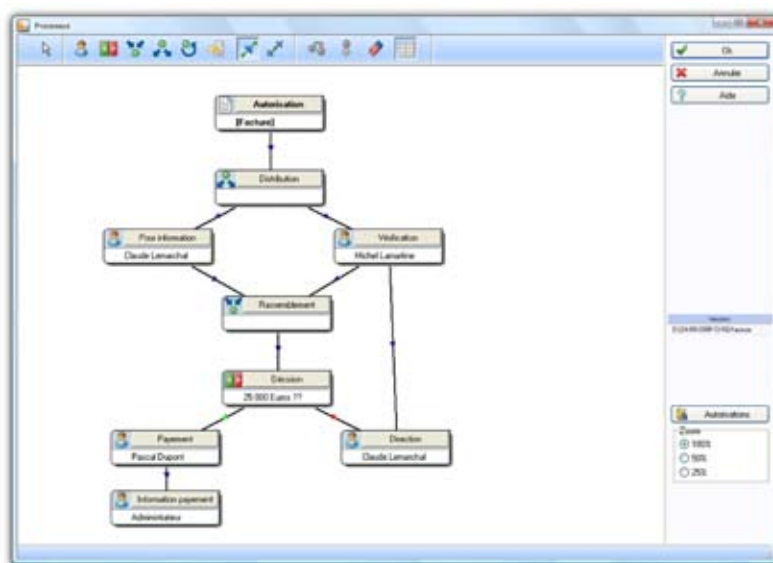 Processus
Ok
Annuler
Aide
Autorisation
[Facture]
Distribution
Pour information
Claude Lemarchal
Vérification
Michel Lamartine
Rassemblement
Décision
25 000 Euros ??
Payement
Pascal Dupont
Direction
Claude Lemarchal
Information payement
Administrateur
Autorisations
Zoom
100%
50%
25%